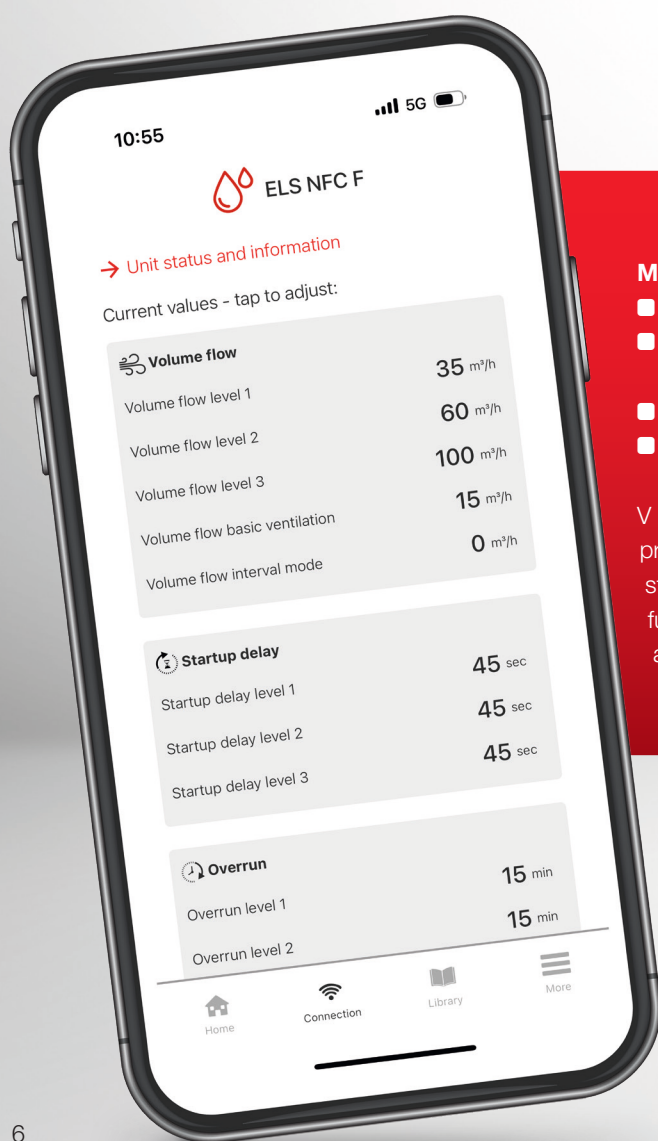 10:55
5G
ELS NFC F
→ Unit status and information
Current values - tap to adjust:
Volume flow
Volume flow level 1 35 m³/h
Volume flow level 2 60 m³/h
Volume flow level 3 100 m³/h
Volume flow basic ventilation 15 m³/h
Volume flow interval mode 0 m³/h
Startup delay
Startup delay level 1 45 sec
Startup delay level 2 45 sec
Startup delay level 3 45 sec
Overrun
Overrun level 1 15 min
Overrun level 2 15 min
Home
Connection
Library
More
V
6